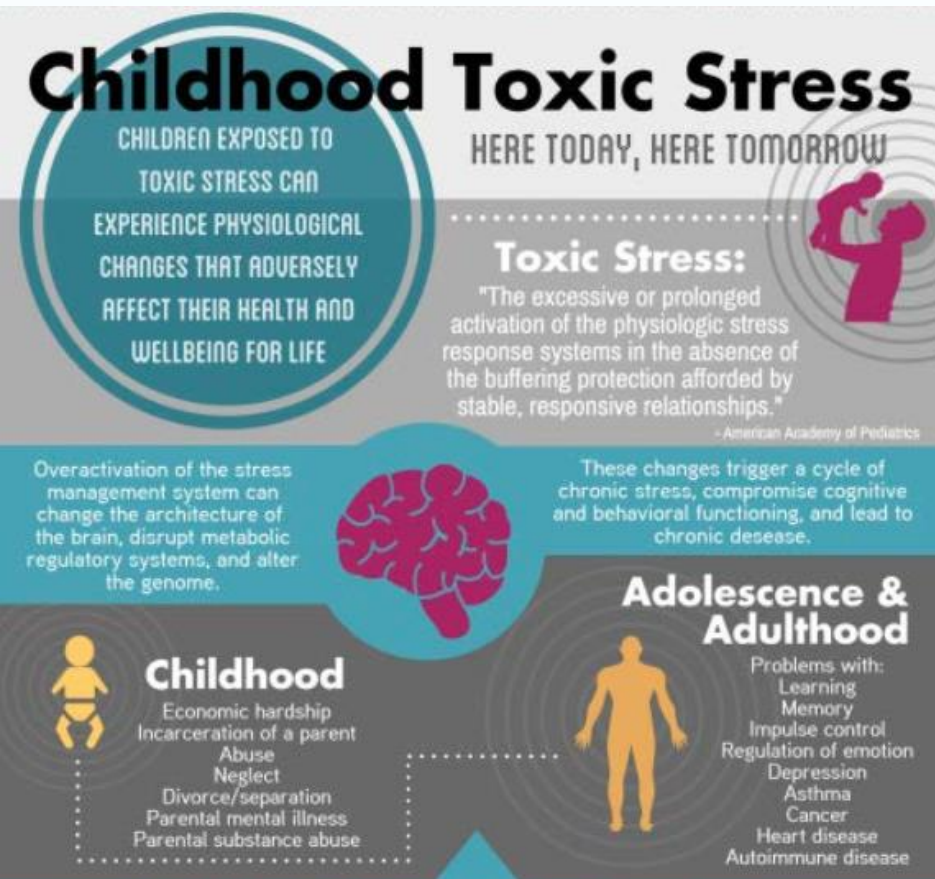 Childhood Toxic Stress
HERE TODAY, HERE TOMORROW
CHILDREN EXPOSED TO
TOXIC STRESS CAN
EXPERIENCE PHYSIOLOGICAL
CHANGES THAT ADVERSELY
AFFECT THEIR HEALTH AND
WELLBEING FOR LIFE
Toxic Stress:
"The excessive or prolonged
activation of the physiologic stress
response systems in the absence of
the buffering protection afforded by
stable, responsive relationships."
- American Academy of Pediatrics
Overactivation of the stress
management system can
change the architecture of
the brain, disrupt metabolic
regulatory systems, and alter
the genome.
These changes trigger a cycle of
chronic stress, compromise cognitive
and behavioral functioning, and lead to
chronic desease.
Childhood
Economic hardship
Incarceration of a parent
Abuse
Neglect
Divorce/separation
Parental mental illness
Parental substance abuse
Adolescence &
Adulthood
Problems with:
Learning
Memory
Impulse control
Regulation of emotion
Depression
Asthma
Cancer
Heart disease
Autoimmune disease